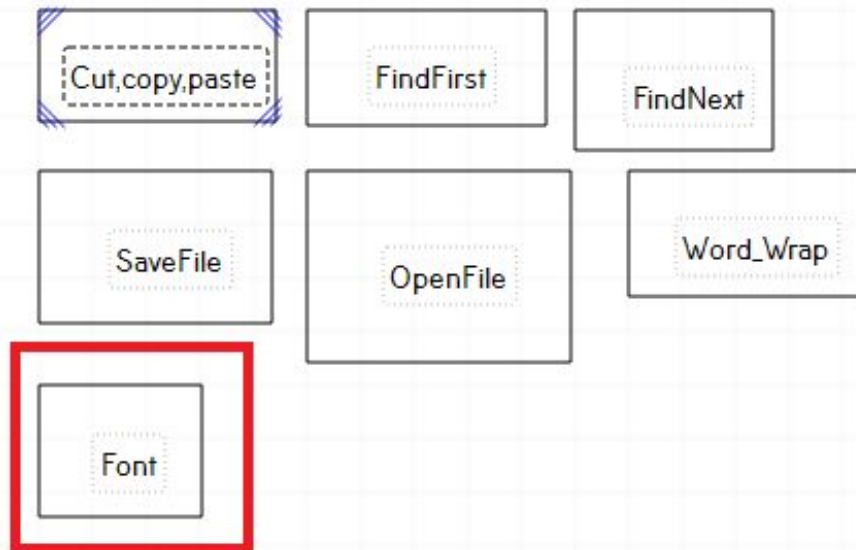 Cut,copy,paste
FindFirst
FindNext
SaveFile
OpenFile
Word_Wrap
Font